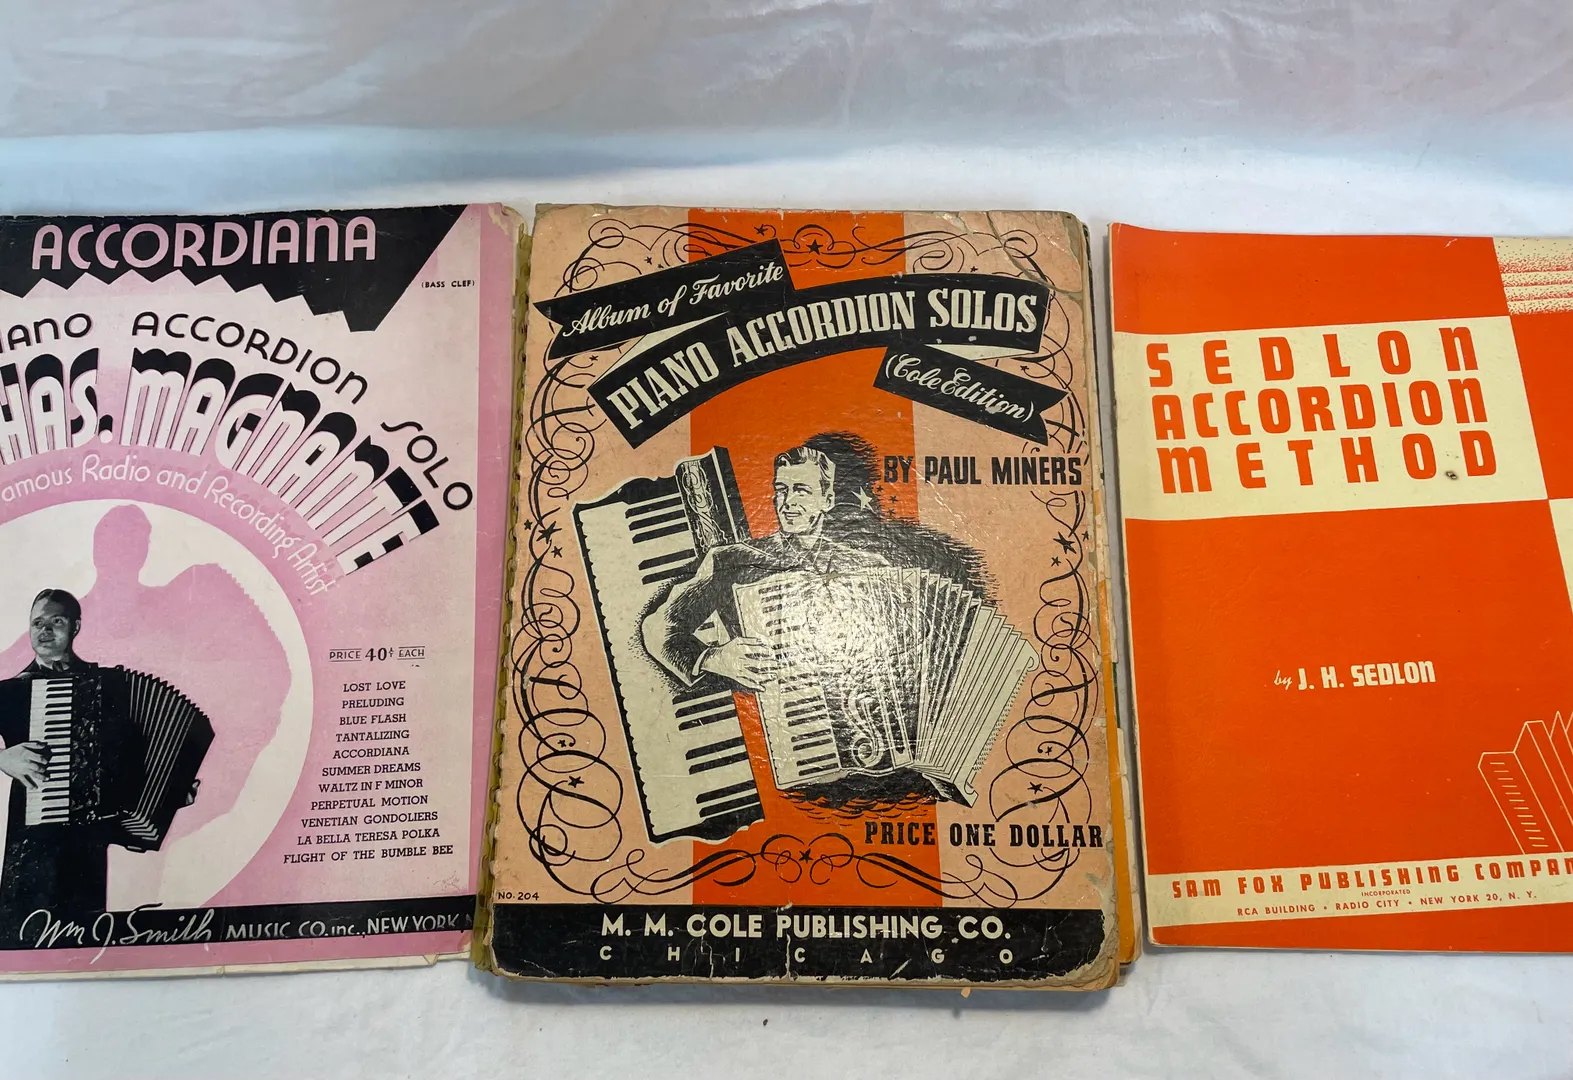 ACCORDIANA
(BASS CLEF)
ACCORDION SOLO
MAGNANTE
Radio and Recording Artist
PRICE 40¢ EACH
LOST LOVE
PRELUDING
BLUE FLASH
TANTALIZING
ACCORDIANA
SUMMER DREAMS
WALTZ IN F MINOR
PERPETUAL MOTION
VENETIAN GONDOLIERS
LA BELLA TERESA POLKA
FLIGHT OF THE BUMBLE BEE
Wm J. Smith MUSIC CO. INC., NEW YORK
Album of Favorite
PIANO ACCORDION SOLOS
(Cole Edition)
BY PAUL MINERS
PRICE ONE DOLLAR
NO. 204
M. M. COLE PUBLISHING CO.
CHICAGO
SEDLON
ACCORDION
METHOD
by J. H. SEDLON
SAM FOX PUBLISHING
INCORPORATED
RCA BUILDING • RADIO CITY • NEW YORK 20, N. Y.